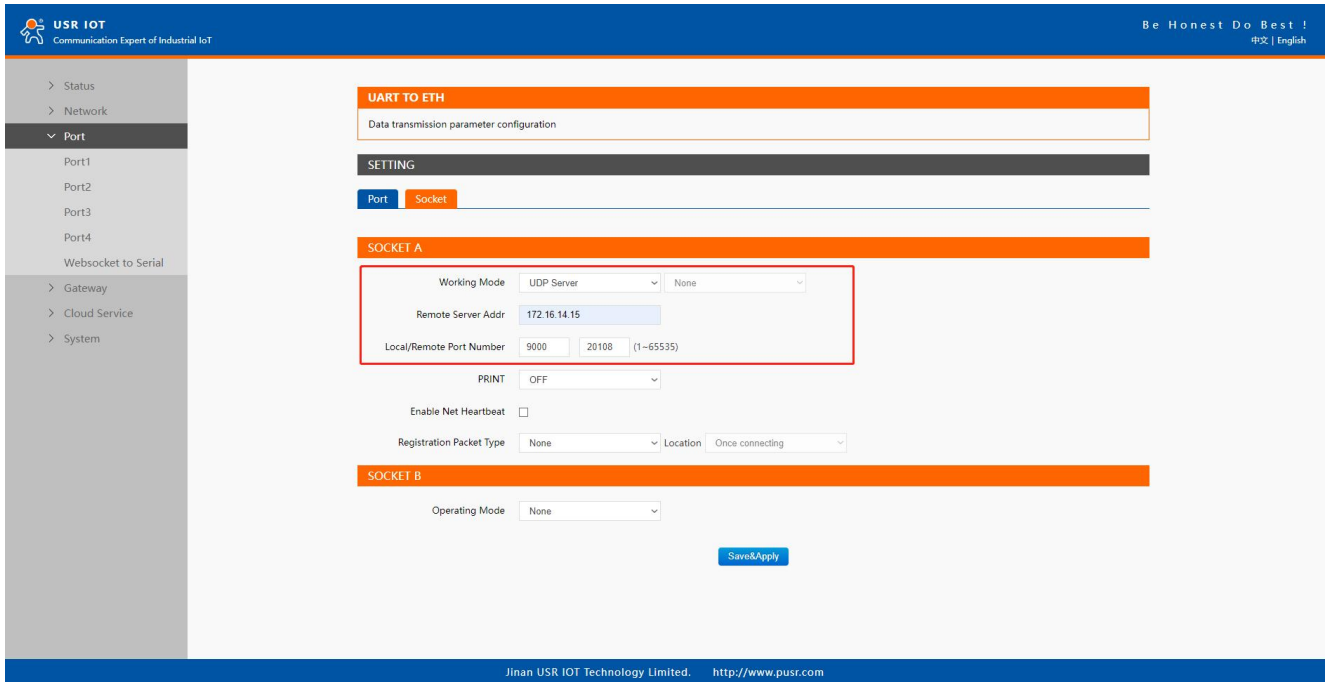 USR IOT
Communication Expert of Industrial IoT
Be Honest Do Best !
中文 | English
Status
Network
Port
Port1
Port2
Port3
Port4
Websocket to Serial
Gateway
Cloud Service
System
UART TO ETH
Data transmission parameter configuration
SETTING
Port Socket
SOCKET A
Working Mode UDP Server None
Remote Server Addr 172.16.14.15
Local/Remote Port Number 9000 20108 (1~65535)
PRINT OFF
Enable Net Heartbeat
Registration Packet Type None Location Once connecting
SOCKET B
Operating Mode None
Save&Apply
Jinan USR IOT Technology Limited. http://www.pusr.com